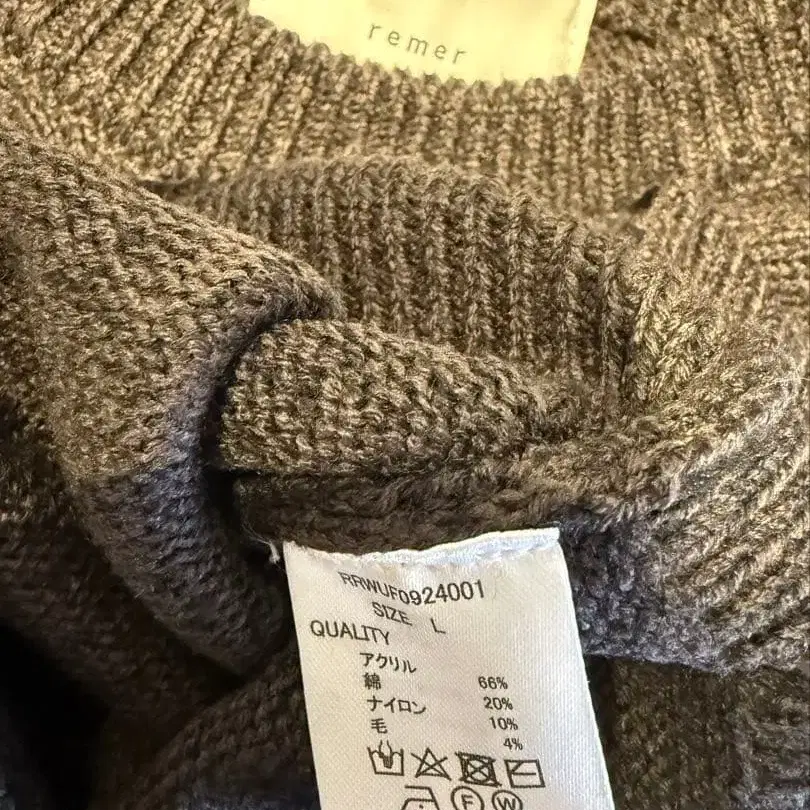 remer
RRWUF0924001
SIZE L
QUALITY
アクリル 66%
綿 20%
ナイロン 10%
毛 4%
F W